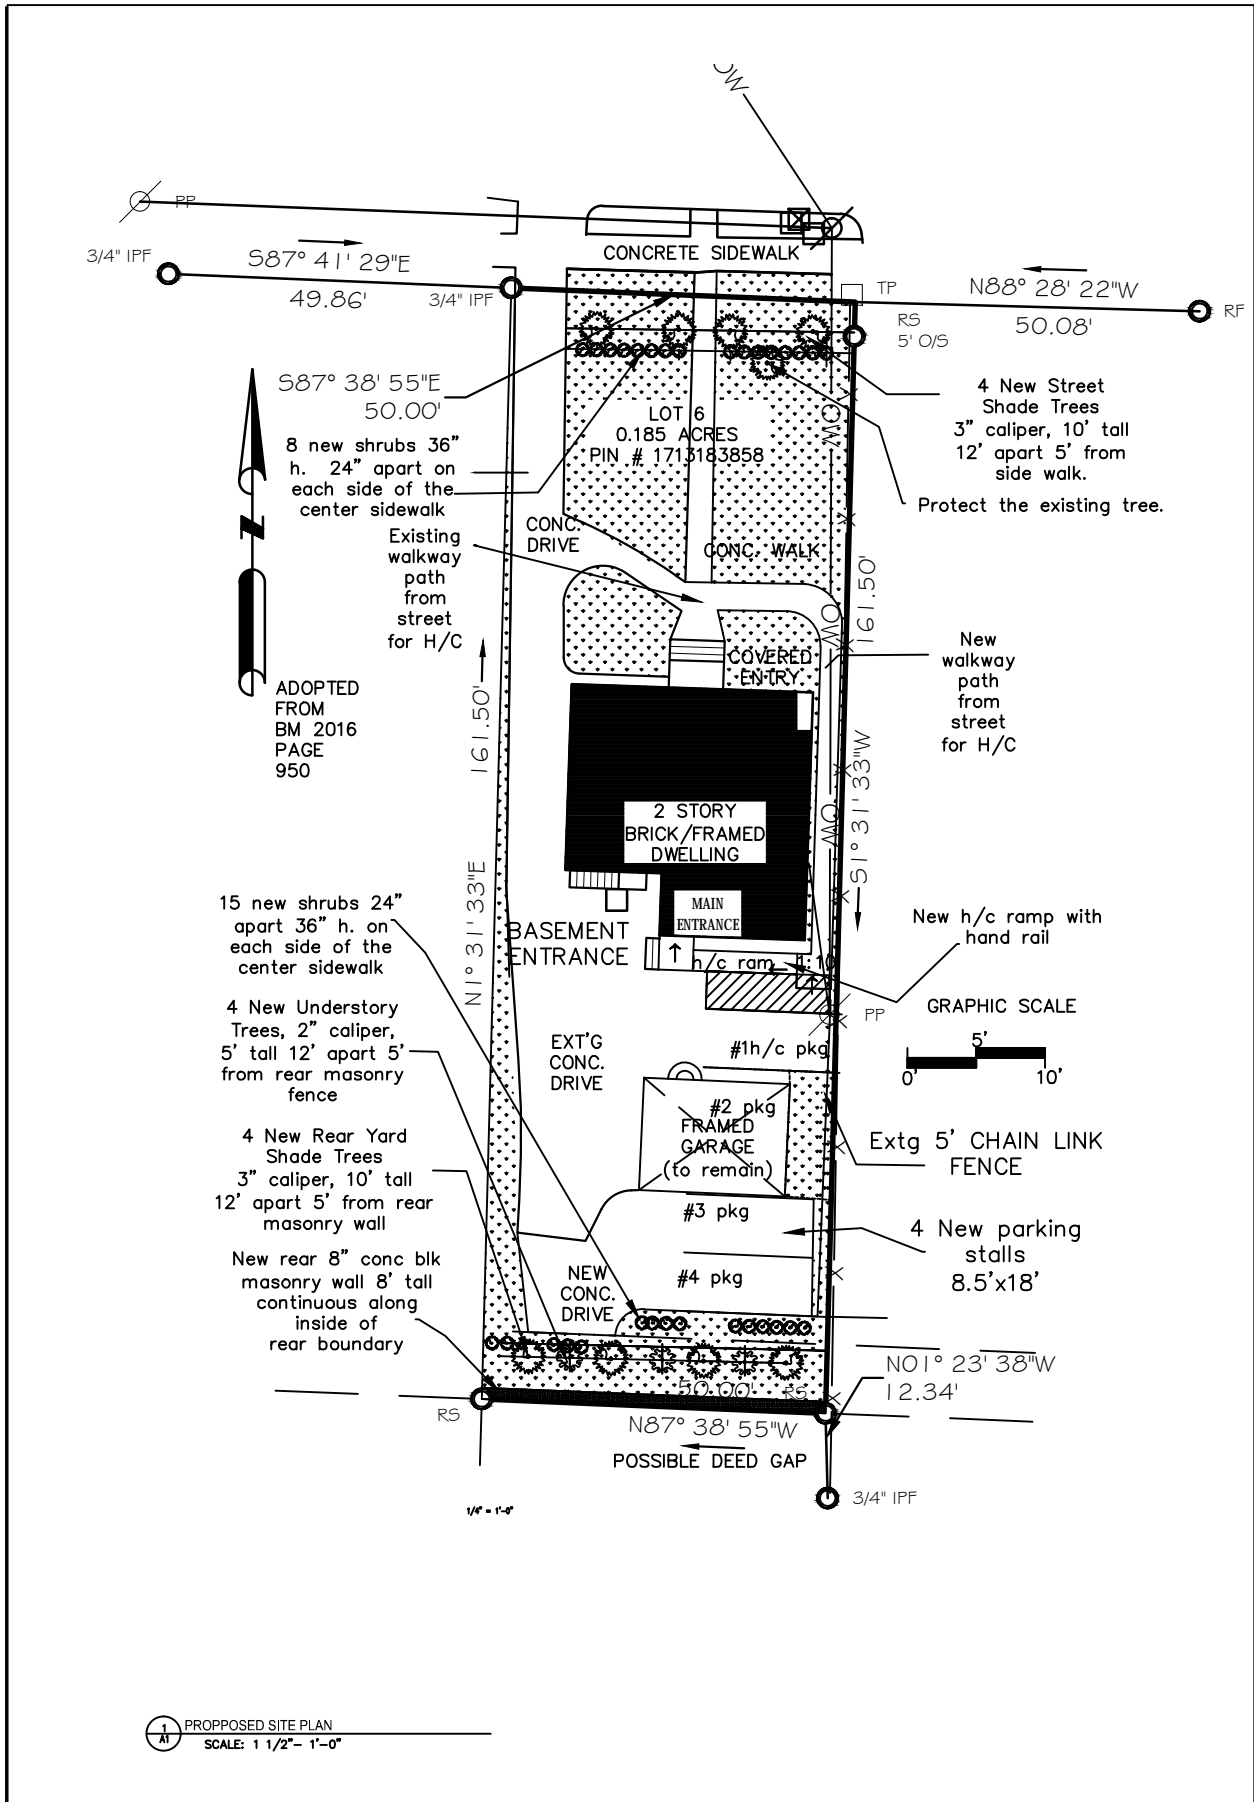 OW
PP
CONCRETE SIDEWALK
3/4" IPF
S87° 41' 29"E
49.86'
3/4" IPF
TP
N88° 28' 22"W
50.08'
RF
RS
5' O/S
S87° 38' 55"E
50.00'
4 New Street
Shade Trees
3” caliper, 10’ tall
12’ apart 5’ from
side walk.
LOT 6
0.185 ACRES
PIN # 1713183858
OW
8 new shrubs 36”
h. 24” apart on
each side of the
center sidewalk
Protect the existing tree.
Existing
walkway
path
from
street
for H/C
CONC.
DRIVE
CONC. WALK
161.50'
OW
New
walkway
path
from
street
for H/C
COVERED
ENTRY
N
ADOPTED
FROM
BM 2016
PAGE
950
161.50'
S1° 31' 33"W
2 STORY
BRICK/FRAMED
DWELLING
OW
N1° 31' 33"E
MAIN
ENTRANCE
15 new shrubs 24”
apart 36” h. on
each side of the
center sidewalk
BASEMENT
ENTRANCE
New h/c ramp with
hand rail
h/c ram 1:10
4 New Understory
Trees, 2” caliper,
5’ tall 12’ apart 5’
from rear masonry
fence
PP
GRAPHIC SCALE
5’
0’
10’
EXT'G
CONC.
DRIVE
#1h/c pkg
#2 pkg
FRAMED
GARAGE
(to remain)
4 New Rear Yard
Shade Trees
3” caliper, 10’ tall
12’ apart 5’ from rear
masonry wall
Extg 5’ CHAIN LINK
FENCE
#3 pkg
4 New parking
stalls
8.5’x18’
New rear 8” conc blk
masonry wall 8’ tall
continuous along
inside of
rear boundary
NEW
CONC.
DRIVE
#4 pkg
N01° 23' 38"W
12.34'
50.00'
RS
RS
N87° 38' 55"W
POSSIBLE DEED GAP
3/4" IPF
1/4" = 1'-0"
1
A1
PROPPOSED SITE PLAN
SCALE: 1 1/2”– 1’–0”